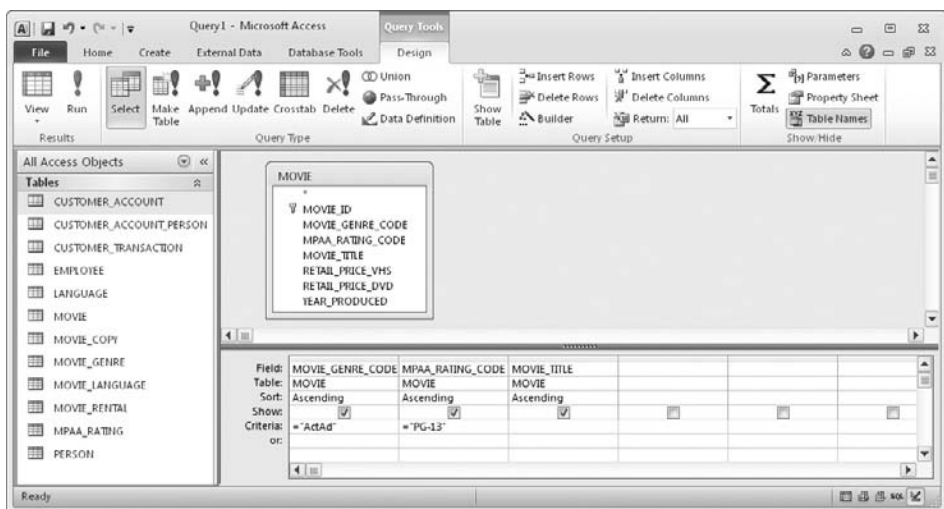 Query1 - Microsoft Access
Query Tools
File Home Create External Data Database Tools Design
View Run Select Make Table Append Update Crosstab Delete
Union
Pass-Through
Data Definition
Show Table
Insert Rows
Delete Rows
Builder
Insert Columns
Delete Columns
Return: All
Totals
Parameters
Property Sheet
Table Names
Results Query Type Query Setup Show/Hide
All Access Objects
Tables
CUSTOMER_ACCOUNT
CUSTOMER_ACCOUNT_PERSON
CUSTOMER_TRANSACTION
EMPLOYEE
LANGUAGE
MOVIE
MOVIE_COPY
MOVIE_GENRE
MOVIE_LANGUAGE
MOVIE_RENTAL
MPAA_RATING
PERSON
MOVIE
*
MOVIE_ID
MOVIE_GENRE_CODE
MPAA_RATING_CODE
MOVIE_TITLE
RETAIL_PRICE_VHS
RETAIL_PRICE_DVD
YEAR_PRODUCED
Field: MOVIE_GENRE_CODE MPAA_RATING_CODE MOVIE_TITLE
Table: MOVIE MOVIE MOVIE
Sort: Ascending Ascending Ascending
Show:
Criteria: ="ActAd" ="PG-13"
or:
Ready SQL